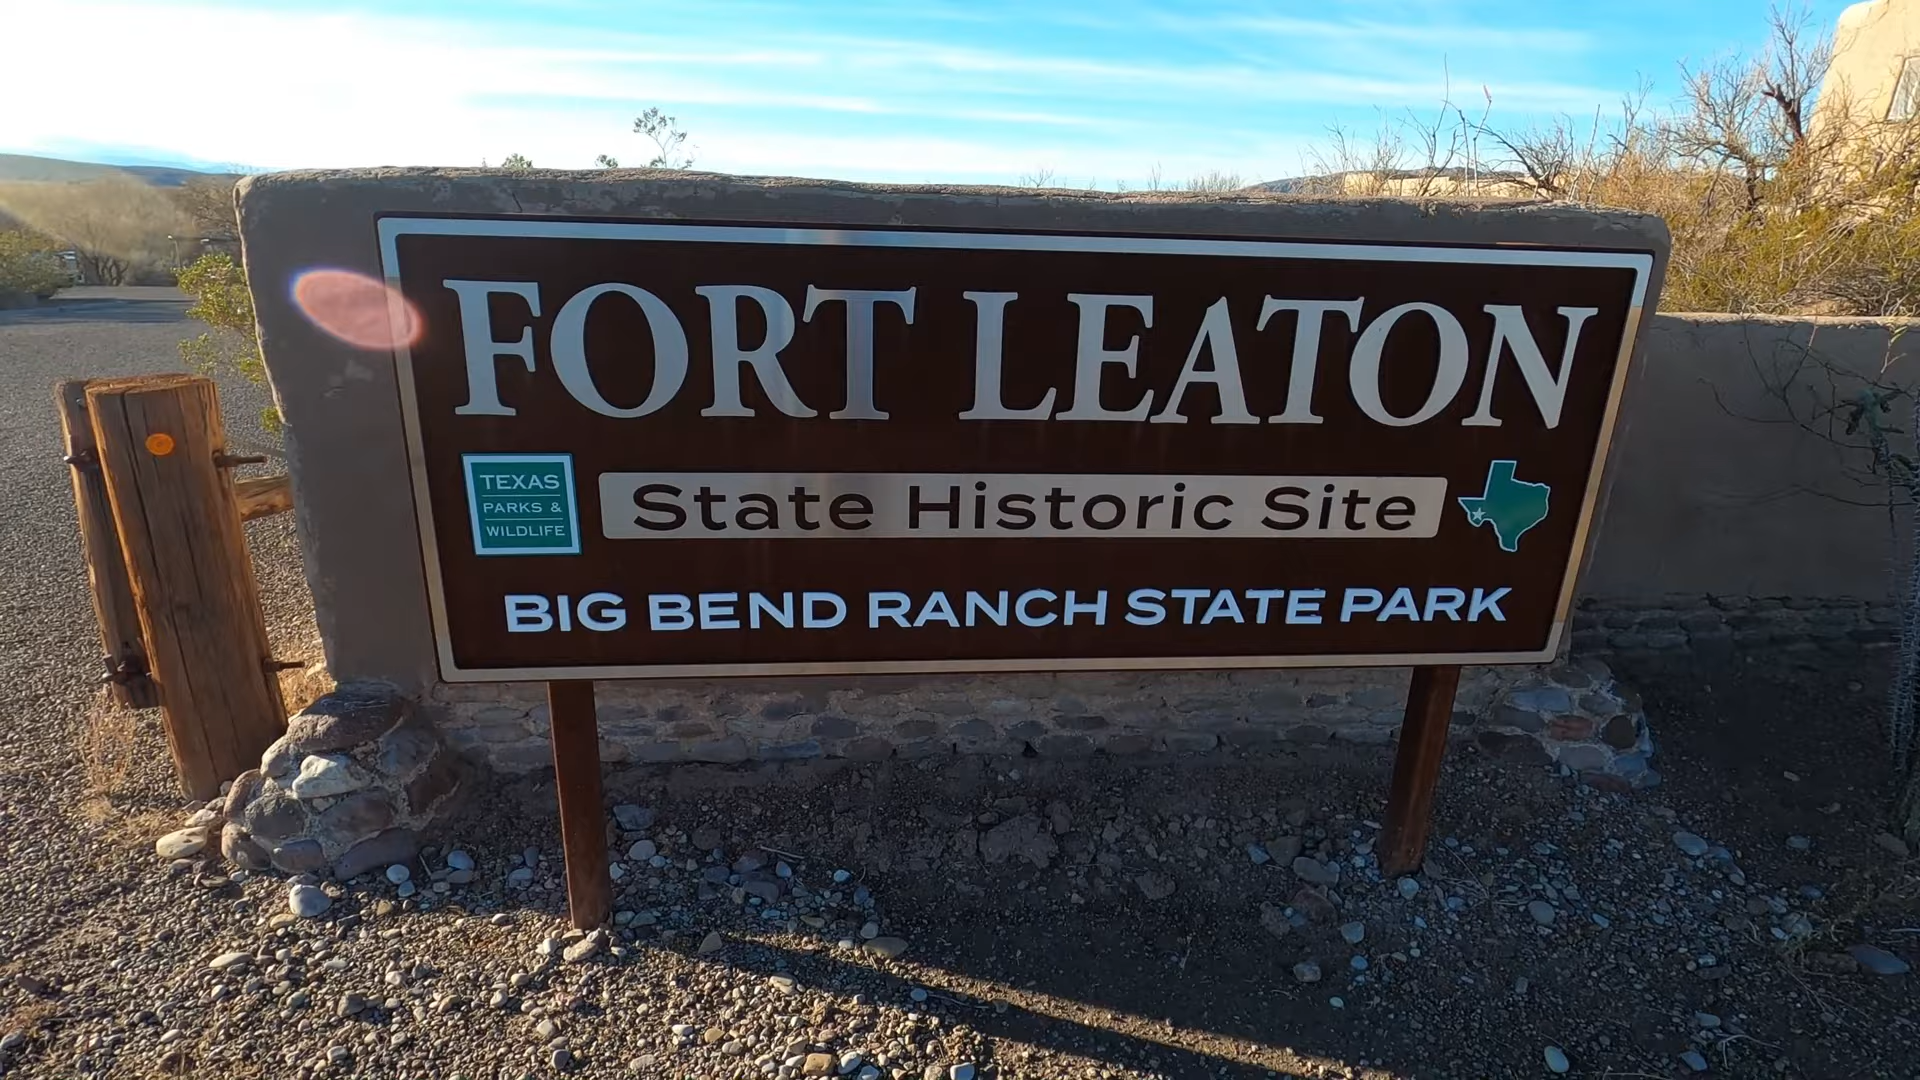 FORT LEATON
TEXAS
PARKS &
WILDLIFE
State Historic Site
BIG BEND RANCH STATE PARK